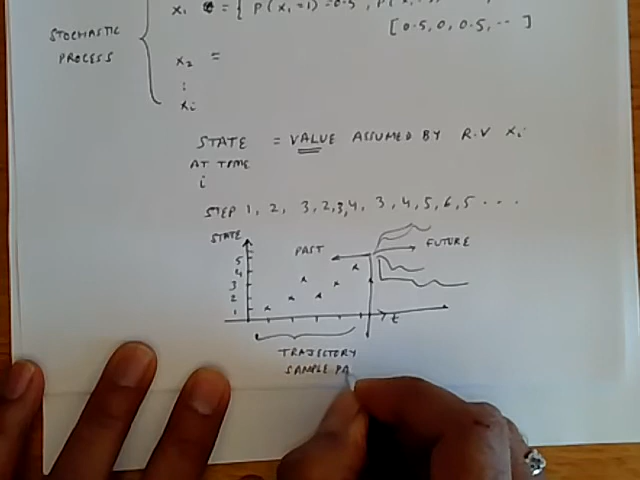 X₁ = { P(X₁=1)=0.5, P(X₁
[0.5, 0, 0.5, ·· ]
STOCHASTIC
PROCESS
X₂ =
:
Xi
STATE = VALUE ASSUMED BY R.V Xi
AT TIME
i
STEP 1, 2, 3, 2, 3, 4, 3, 4, 5, 6, 5 ...
STATE
PAST
FUTURE
5
4
3
2
1
t
TRAJECTORY
SAMPLE PA